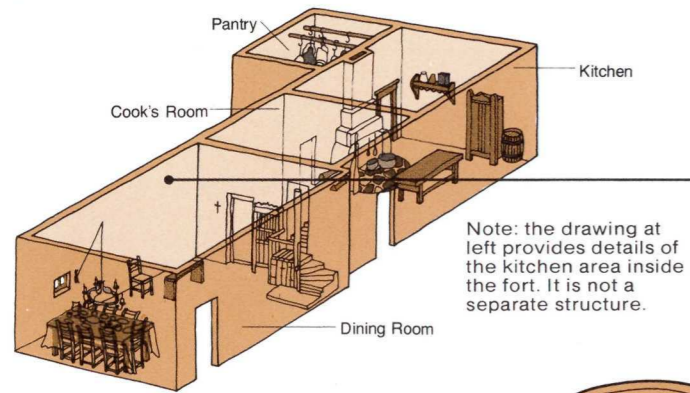 Pantry
Kitchen
Cook's Room
Note: the drawing at
left provides details of
the kitchen area inside
the fort. It is not a
separate structure.
Dining Room